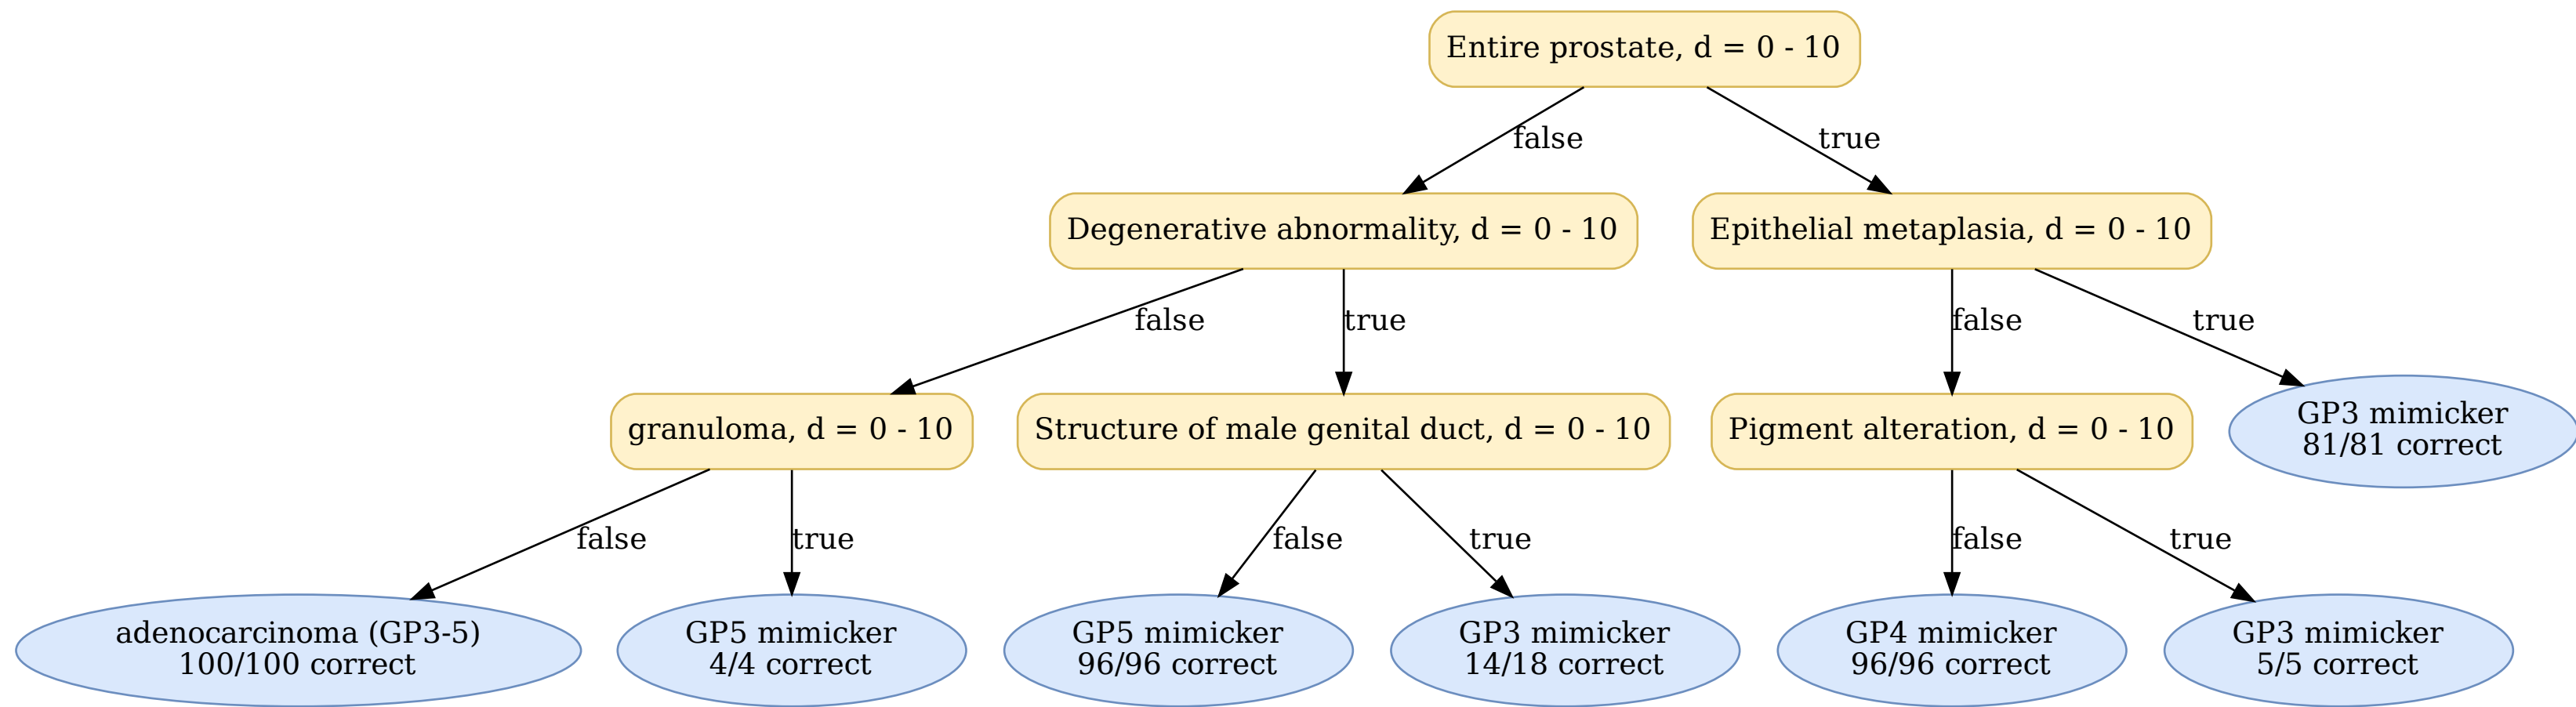 Entire prostate, d = 0 - 10
false
true
Degenerative abnormality, d = 0 - 10
Epithelial metaplasia, d = 0 - 10
false
true
false
true
granuloma, d = 0 - 10
Structure of male genital duct, d = 0 - 10
Pigment alteration, d = 0 - 10
GP3 mimicker
81/81 correct
false
true
false
true
false
true
adenocarcinoma (GP3-5)
100/100 correct
GP5 mimicker
4/4 correct
GP5 mimicker
96/96 correct
GP3 mimicker
14/18 correct
GP4 mimicker
96/96 correct
GP3 mimicker
5/5 correct